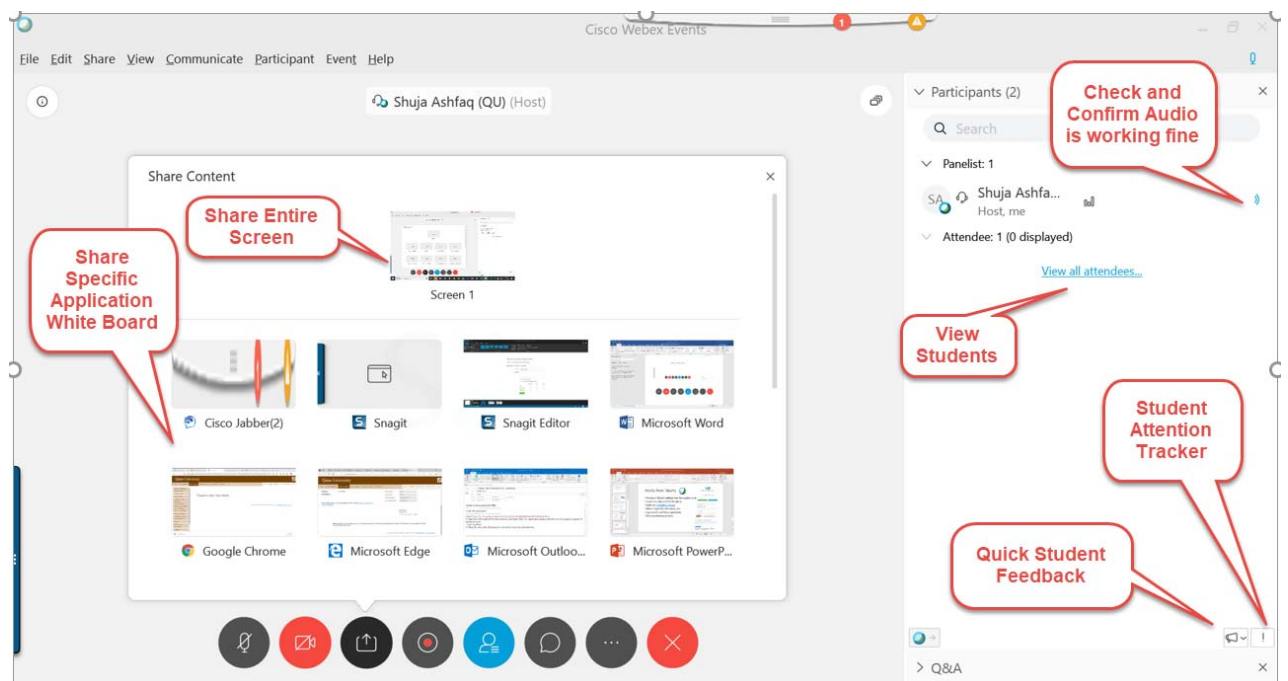 1
Cisco Webex Events
File Edit Share View Communicate Participant Event Help
Shuja Ashfaq (QU) (Host)
Participants (2)
Check and
Confirm Audio
is working fine
Search
Panelist: 1
SA
Shuja Ashfa...
Host, me
Attendee: 1 (0 displayed)
View all attendees...
View
Students
Share Content
Share Entire
Screen
Screen 1
Share
Specific
Application
White Board
Cisco Jabber(2)
Snagit
Snagit Editor
Microsoft Word
Google Chrome
Microsoft Edge
Microsoft Outloo...
Microsoft PowerP...
Student
Attention
Tracker
Quick Student
Feedback
Q&A